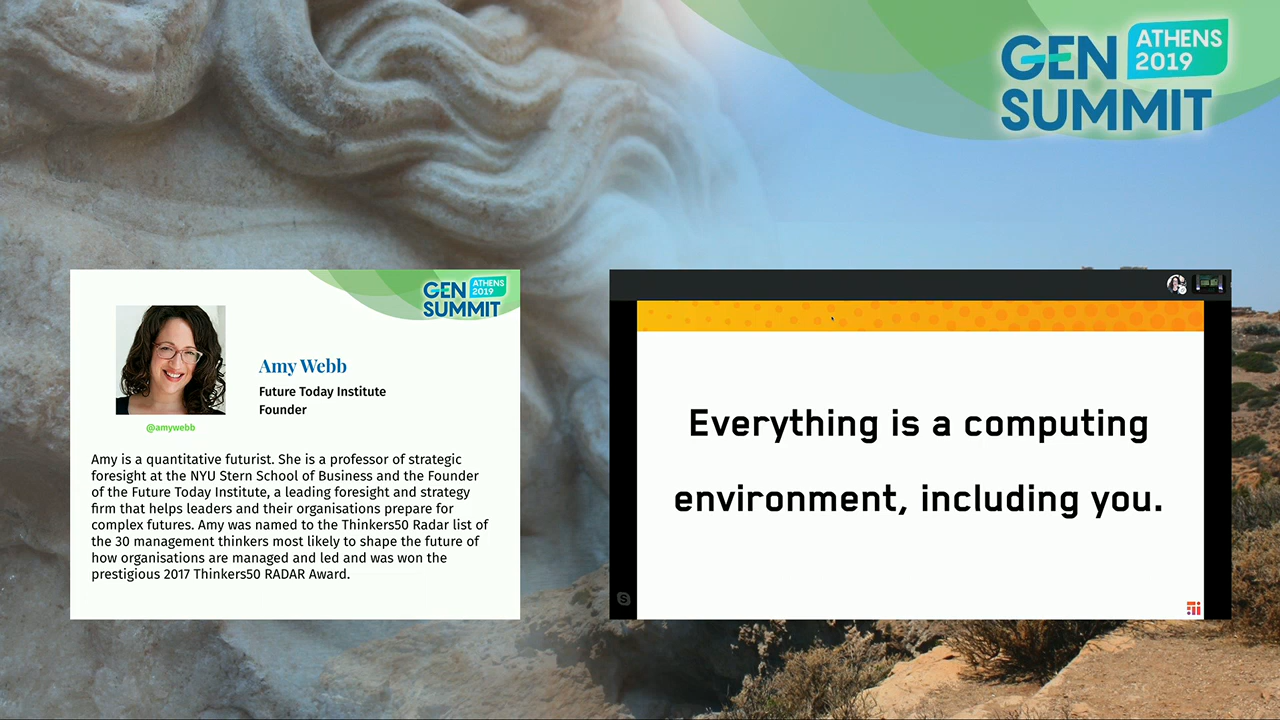 GEN ATHENS 2019
SUMMIT
GEN ATHENS 2019
SUMMIT
Amy Webb
Future Today Institute
Founder
@amywebb
Amy is a quantitative futurist. She is a professor of strategic
foresight at the NYU Stern School of Business and the Founder
of the Future Today Institute, a leading foresight and strategy
firm that helps leaders and their organisations prepare for
complex futures. Amy was named to the Thinkers50 Radar list of
the 30 management thinkers most likely to shape the future of
how organisations are managed and led and was won the
prestigious 2017 Thinkers50 RADAR Award.
Everything is a computing
environment, including you.